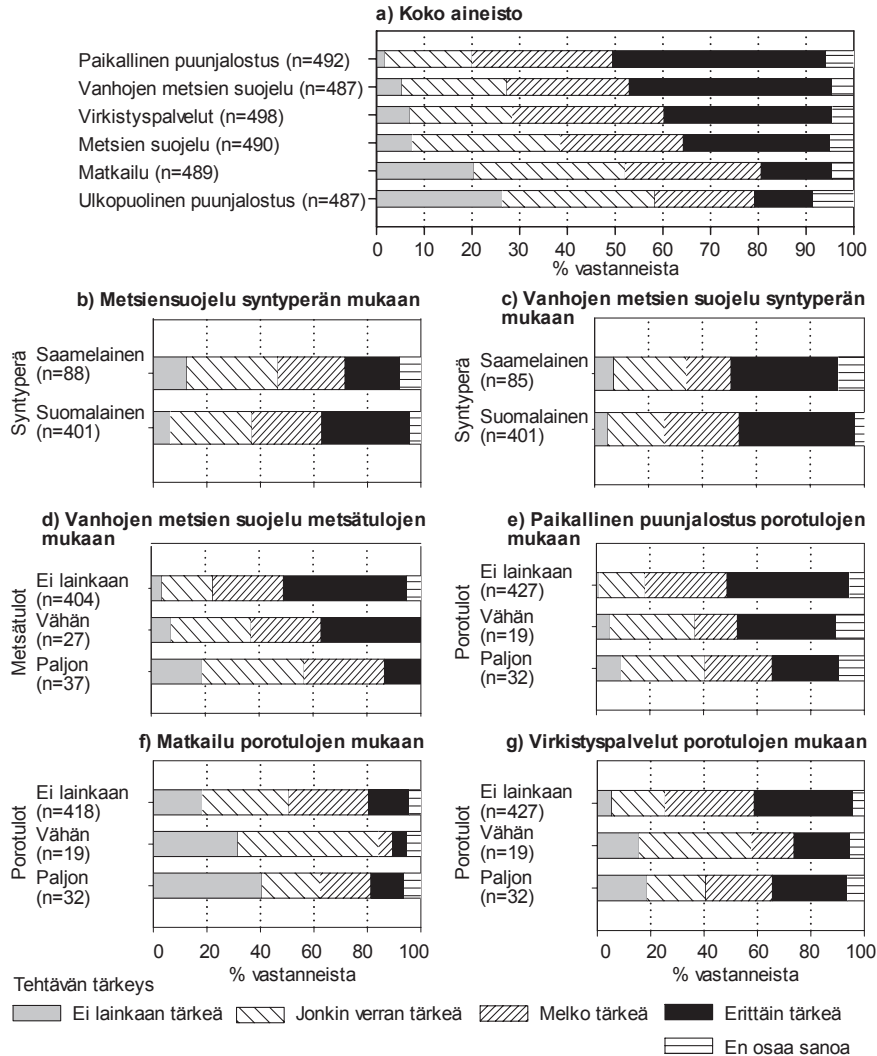 a) Koko aineisto
Paikallinen puunjalostus (n=492)
Vanhojen metsien suojelu (n=487)
Virkistyspalvelut (n=498)
Metsien suojelu (n=490)
Matkailu (n=489)
Ulkopuolinen puunjalostus (n=487)
0 10 20 30 40 50 60 70 80 90 100
% vastanneista
b) Metsiensuojelu syntyperän mukaan
Syntyperä
Saamelainen
(n=88)
Suomalainen
(n=401)
c) Vanhojen metsien suojelu syntyperän
mukaan
Syntyperä
Saamelainen
(n=85)
Suomalainen
(n=401)
d) Vanhojen metsien suojelu metsätulojen
mukaan
Metsätulot
Ei lainkaan
(n=404)
Vähän
(n=27)
Paljon
(n=37)
e) Paikallinen puunjalostus porotulojen
mukaan
Porotulot
Ei lainkaan
(n=427)
Vähän
(n=19)
Paljon
(n=32)
f) Matkailu porotulojen mukaan
Porotulot
Ei lainkaan
(n=418)
Vähän
(n=19)
Paljon
(n=32)
20 40 60 80 100
% vastanneista
g) Virkistyspalvelut porotulojen mukaan
Porotulot
Ei lainkaan
(n=427)
Vähän
(n=19)
Paljon
(n=32)
0 20 40 60 80 100
% vastanneista
Tehtävän tärkeys
Ei lainkaan tärkeä Jonkin verran tärkeä Melko tärkeä Erittäin tärkeä
En osaa sanoa